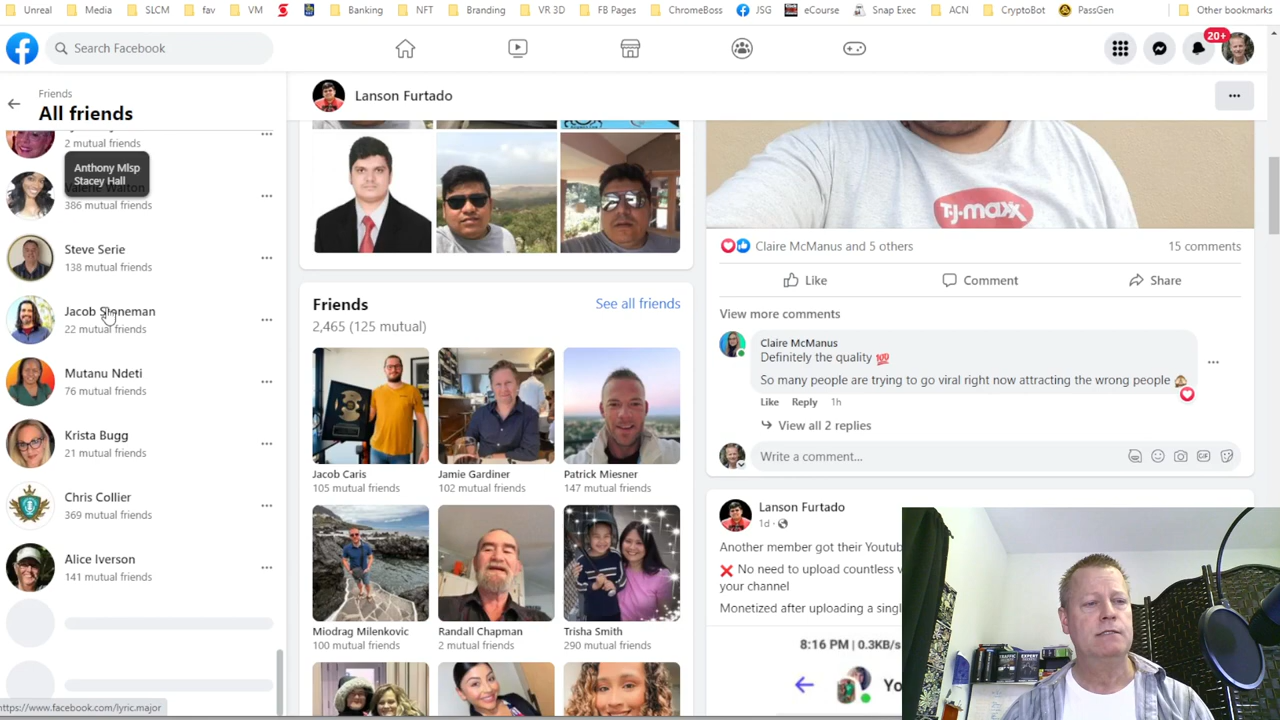 Unreal
Media
SLCM
fav
VM
Banking
NFT
Branding
VR 3D
FB Pages
ChromeBoss
JSG
eCourse
Snap Exec
ACN
CryptoBot
PassGen
Other bookmarks
Search Facebook
20+
Friends
All friends
2 mutual friends
Anthony Mlsp
Stacey Hall
386 mutual friends
Steve Serie
138 mutual friends
Jacob Stoneman
22 mutual friends
Mutanu Ndeti
76 mutual friends
Krista Bugg
21 mutual friends
Chris Collier
369 mutual friends
Alice Iverson
141 mutual friends
https://www.facebook.com/lyric.major
Lanson Furtado
Friends
See all friends
2,465 (125 mutual)
Jacob Caris
105 mutual friends
Jamie Gardiner
102 mutual friends
Patrick Miesner
147 mutual friends
Miodrag Milenkovic
100 mutual friends
Randall Chapman
2 mutual friends
Trisha Smith
290 mutual friends
T.J.maxx
Claire McManus and 5 others
15 comments
Like
Comment
Share
View more comments
Claire McManus
Definitely the quality 💯
So many people are trying to go viral right now attracting the wrong people
Like Reply 1h
View all 2 replies
Write a comment...
GIF
Lanson Furtado
1d
Another member got their Youtu
❌ No need to upload countless
your channel
Monetized after uploading a singl
8:16 PM | 0.3KB/s
Yo